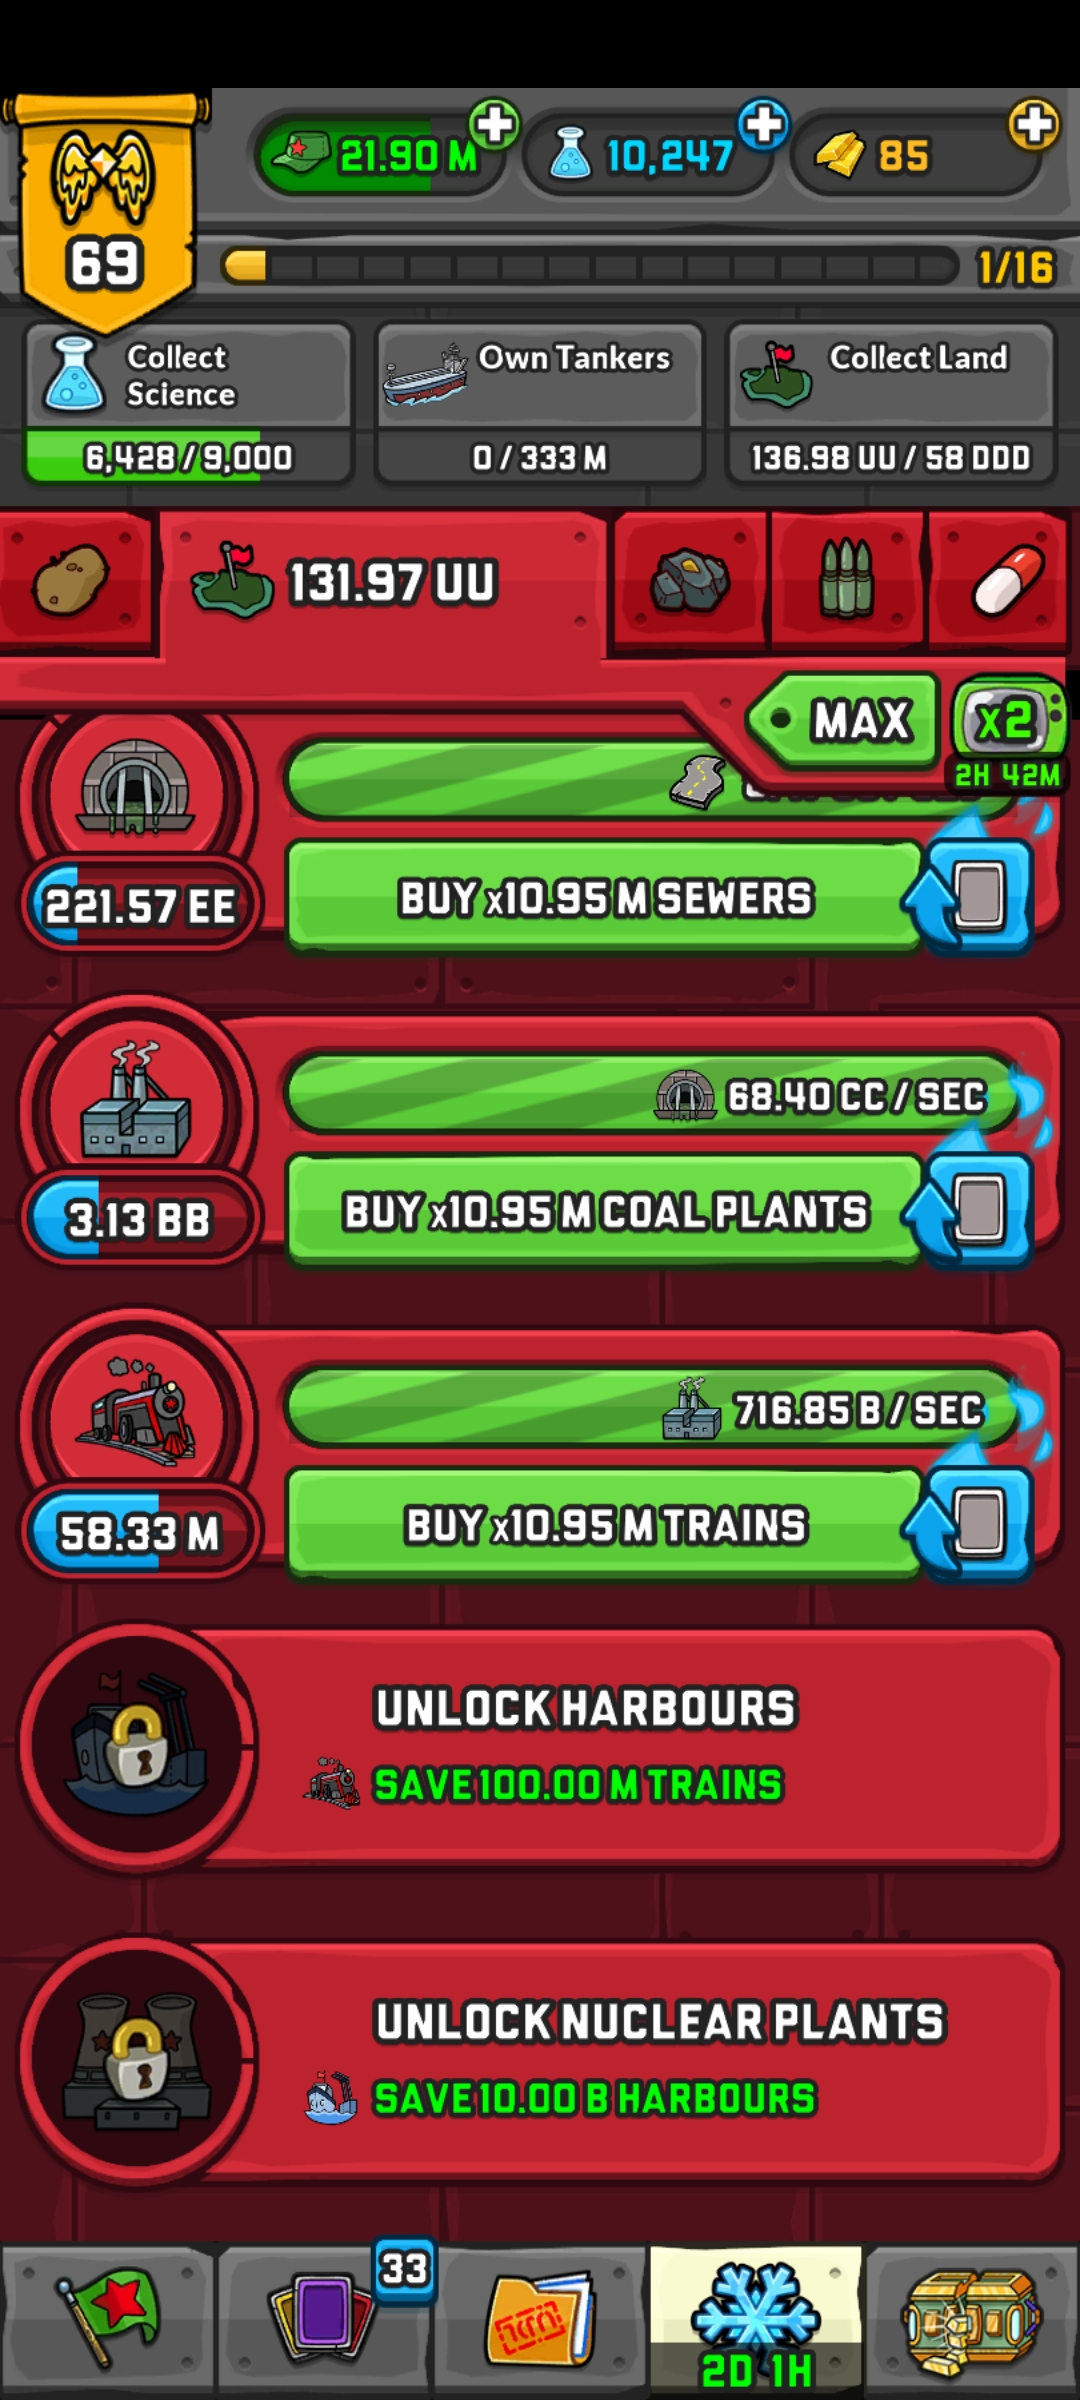 21.90 M
10,247
85
69
1/16
Collect
Science
6,428/9,000
Own Tankers
0/333 M
Collect Land
136.98 UU/58 DDD
131.97 UU
MAX
x2
2H 42M
221.57 EE
BUY x10.95 M SEWERS
68.40 CC/SEC
3.13 BB
BUY x10.95 M COAL PLANTS
716.85 B/SEC
58.33 M
BUY x10.95 M TRAINS
UNLOCK HARBOURS
SAVE 100.00 M TRAINS
UNLOCK NUCLEAR PLANTS
SAVE 10.00 B HARBOURS
33
2D 1H